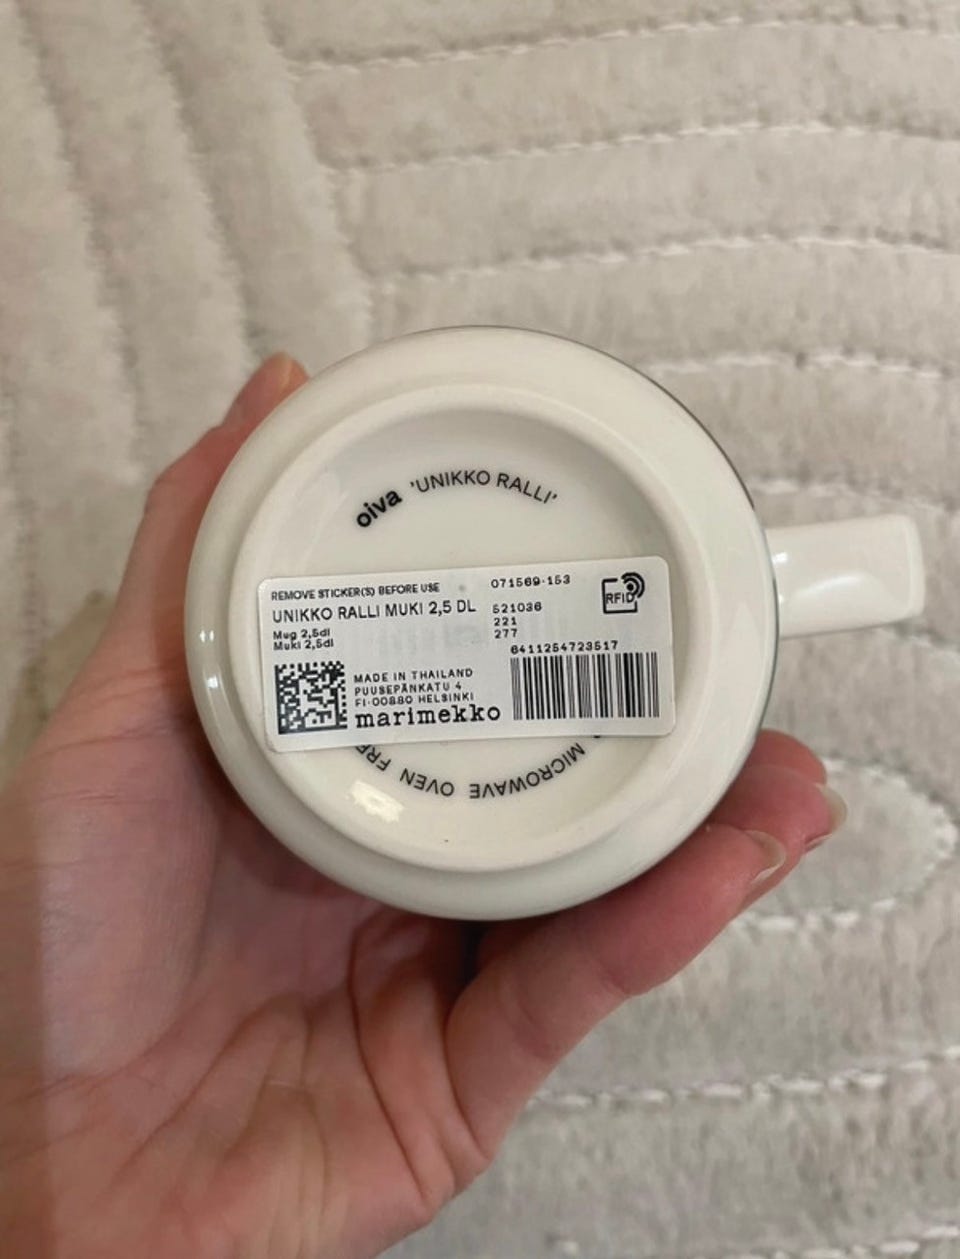 oiva 'UNIKKO RALLI'
REMOVE STICKER(S) BEFORE USE
071569-153
UNIKKO RALLI MUKI 2,5 DL
521036
Mug 2,5dl
221
Muki 2,5dl
277
RFID
6411254723517
MADE IN THAILAND
PUUSEPÄNKATU 4
FI-00880 HELSINKI
marimekko
MICROWAVE OVEN FRE